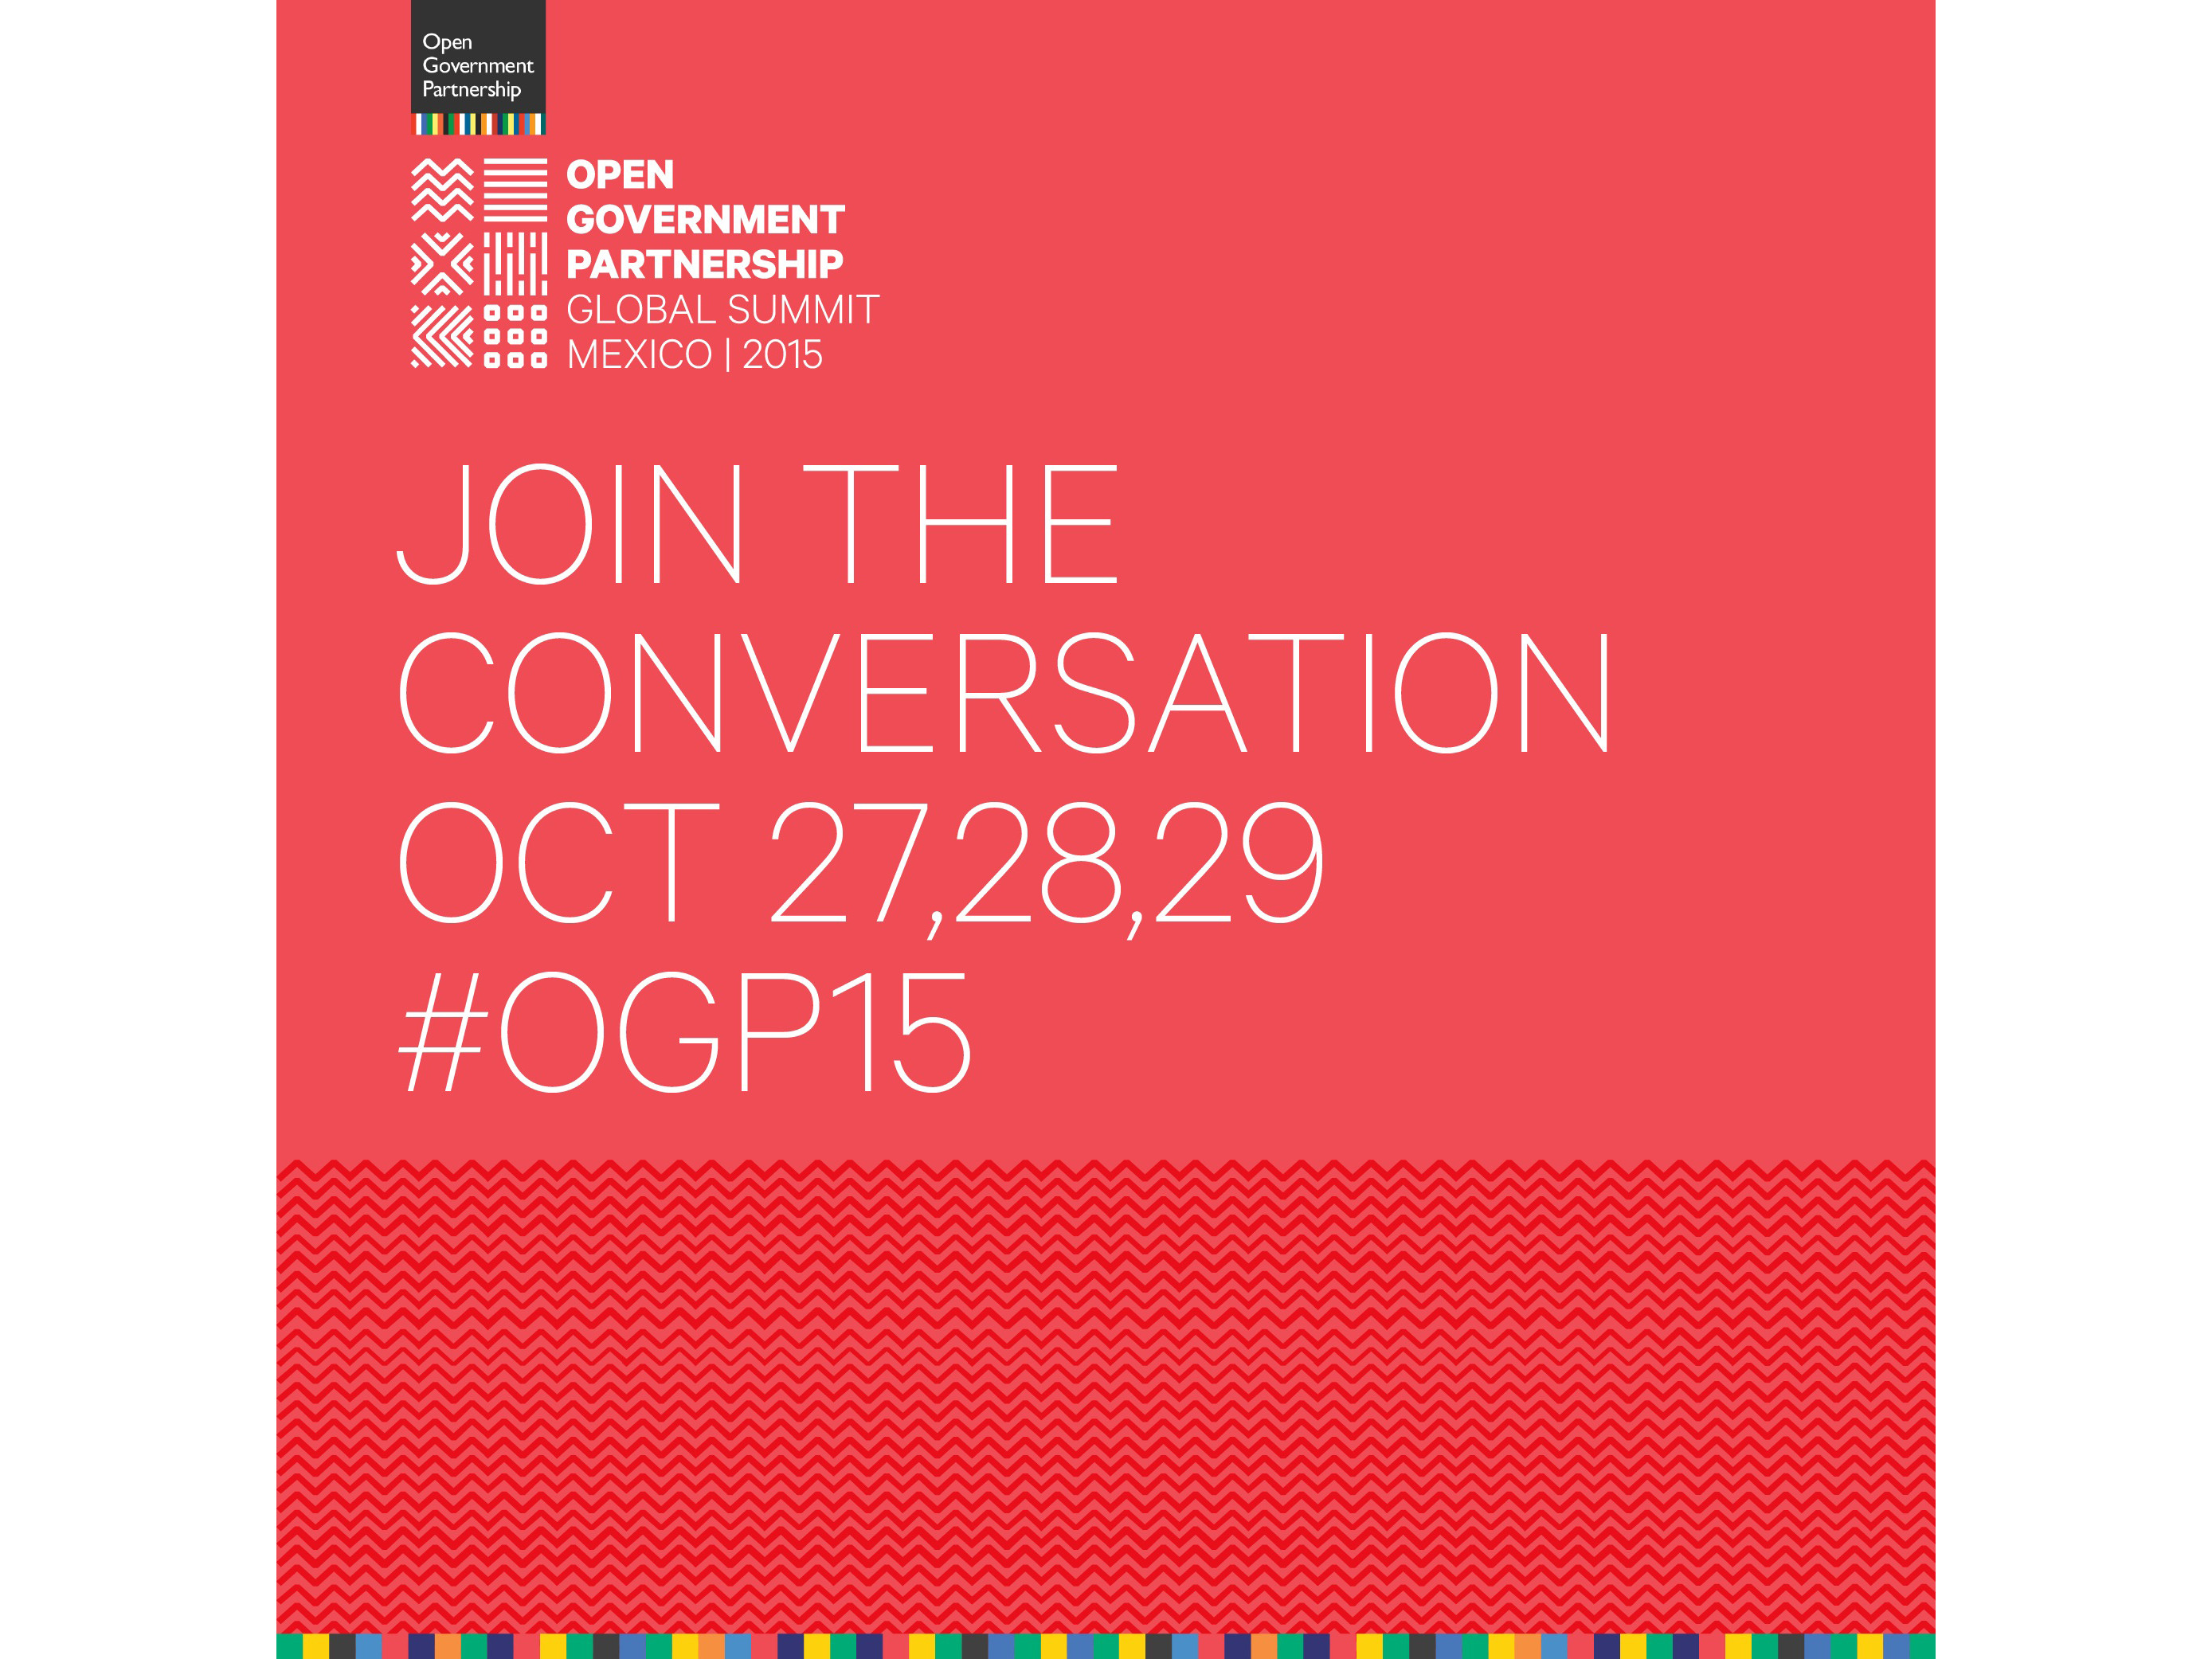 Open
Government
Partnership
OPEN
GOVERNMENT
PARTNERSHIP
GLOBAL SUMMIT
MEXICO | 2015
JOIN THE
CONVERSATION
OCT 27,28,29
#OGP15